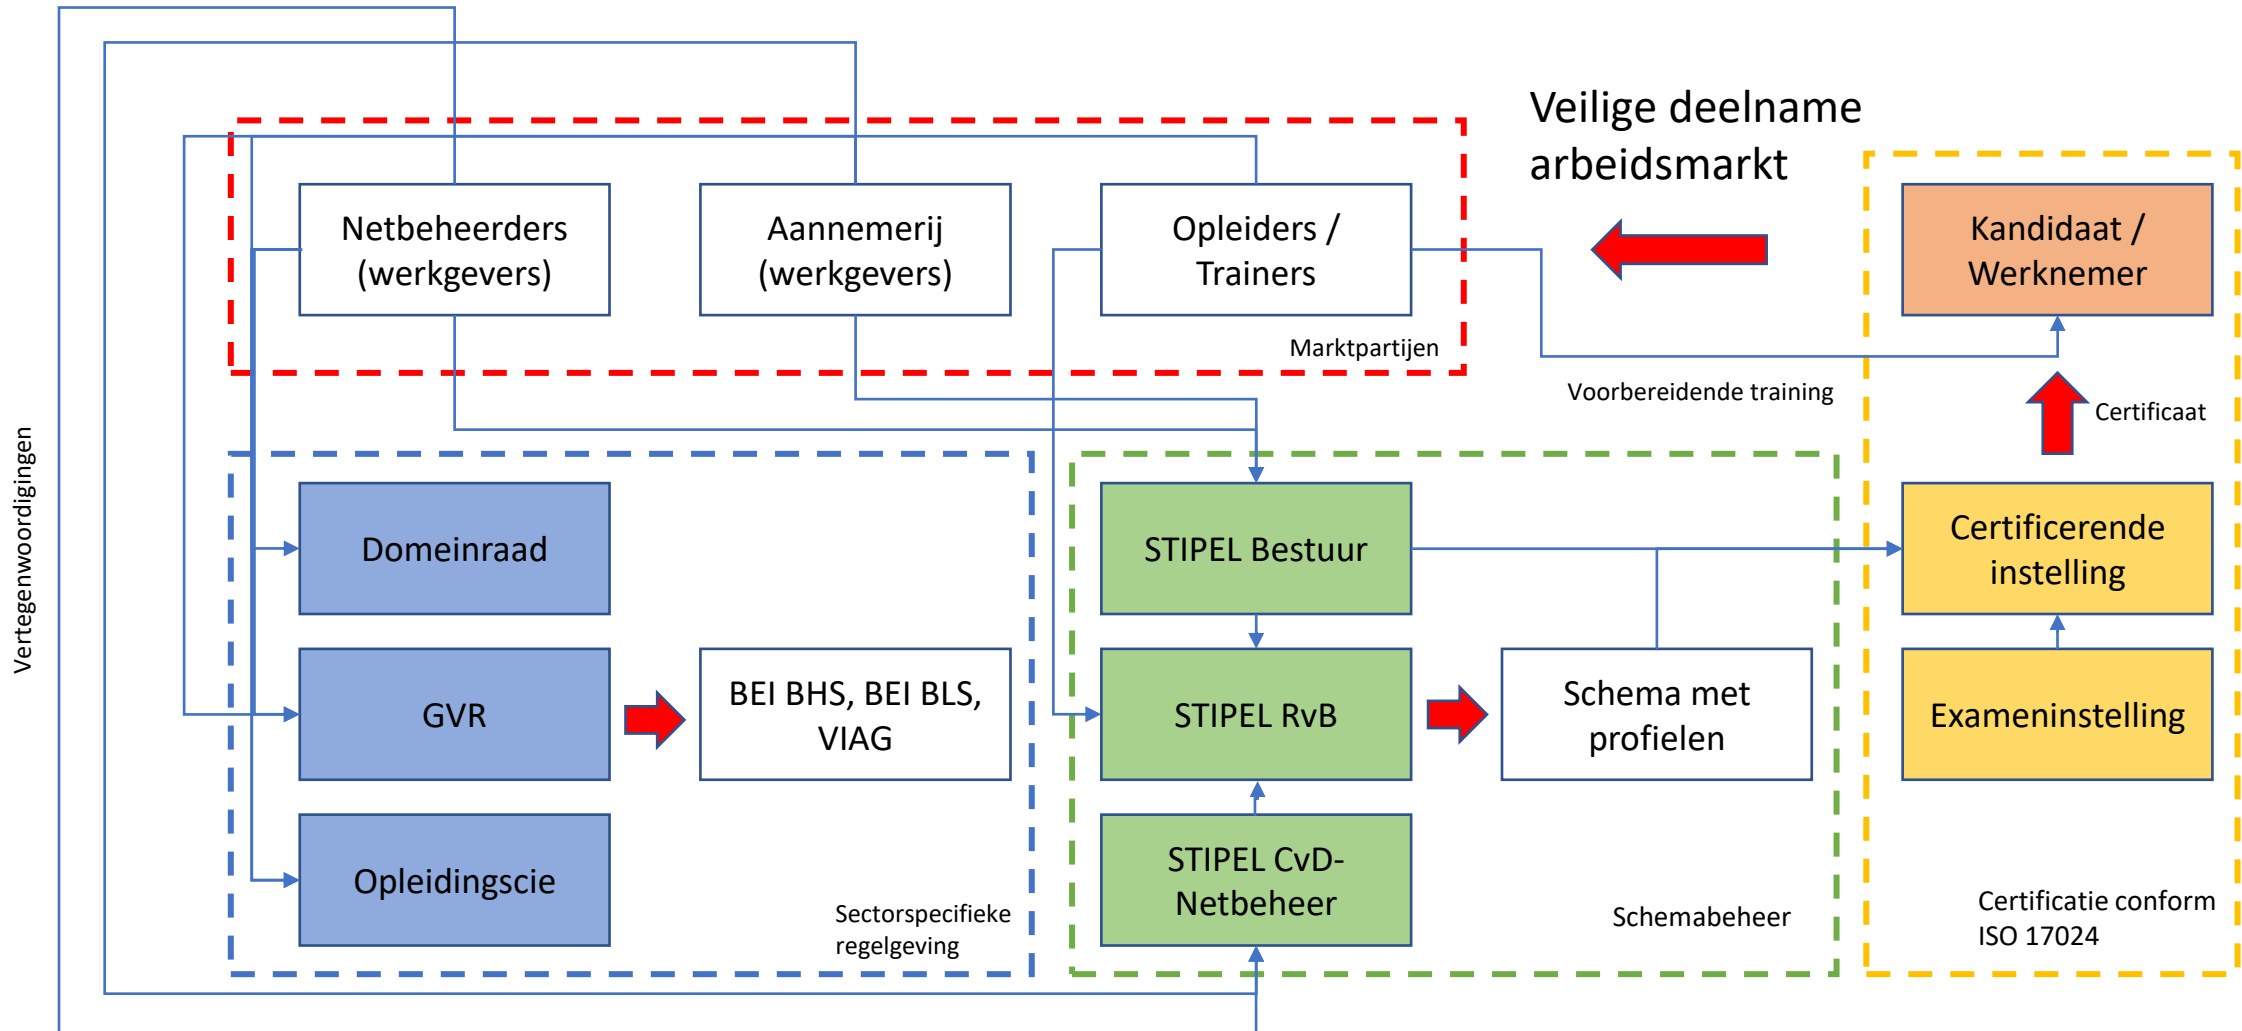 Veilige deelname
arbeidsmarkt
Netbeheerders
(werkgevers)
Aannemerij
(werkgevers)
Opleiders /
Trainers
Kandidaat /
Werknemer
Marktpartijen
Voorbereidende training
Certificaat
Vertegenwoordigingen
Domeinraad
STIPEL Bestuur
Certificerende
instelling
GVR
BEI BHS, BEI BLS,
VIAG
STIPEL RvB
Schema met
profielen
Exameninstelling
Opleidingscie
STIPEL CvD-
Netbeheer
Sectorspecifieke
regelgeving
Schemabeheer
Certificatie conform
ISO 17024